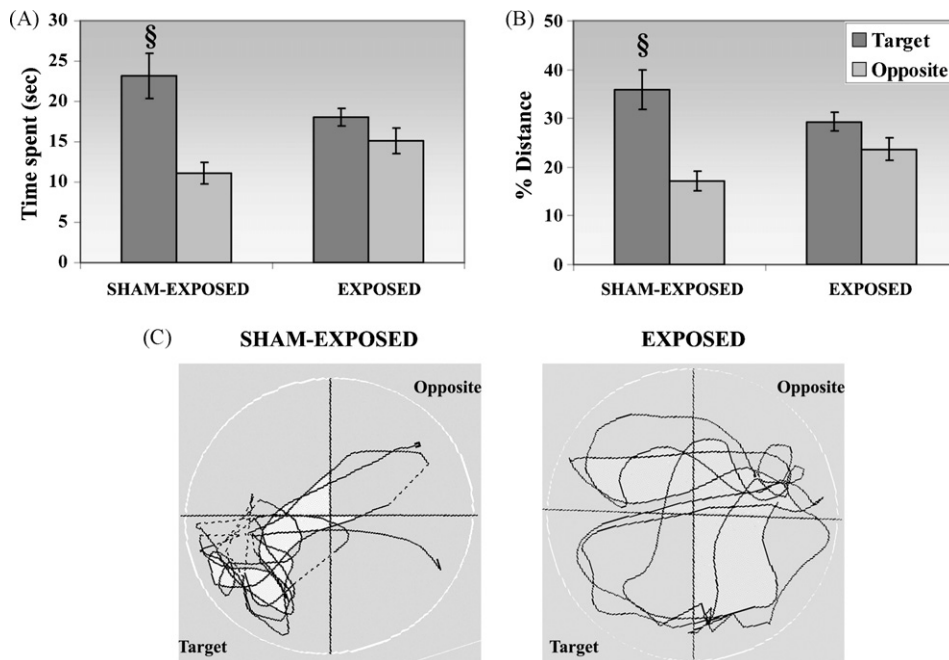 (A)
30
25
20
15
10
5
0
Time spent (sec)
§
SHAM-EXPOSED
EXPOSED
(B)
50
40
30
20
10
0
% Distance
§
Target
Opposite
SHAM-EXPOSED
EXPOSED
(C)
SHAM-EXPOSED
Opposite
Target
EXPOSED
Opposite
Target